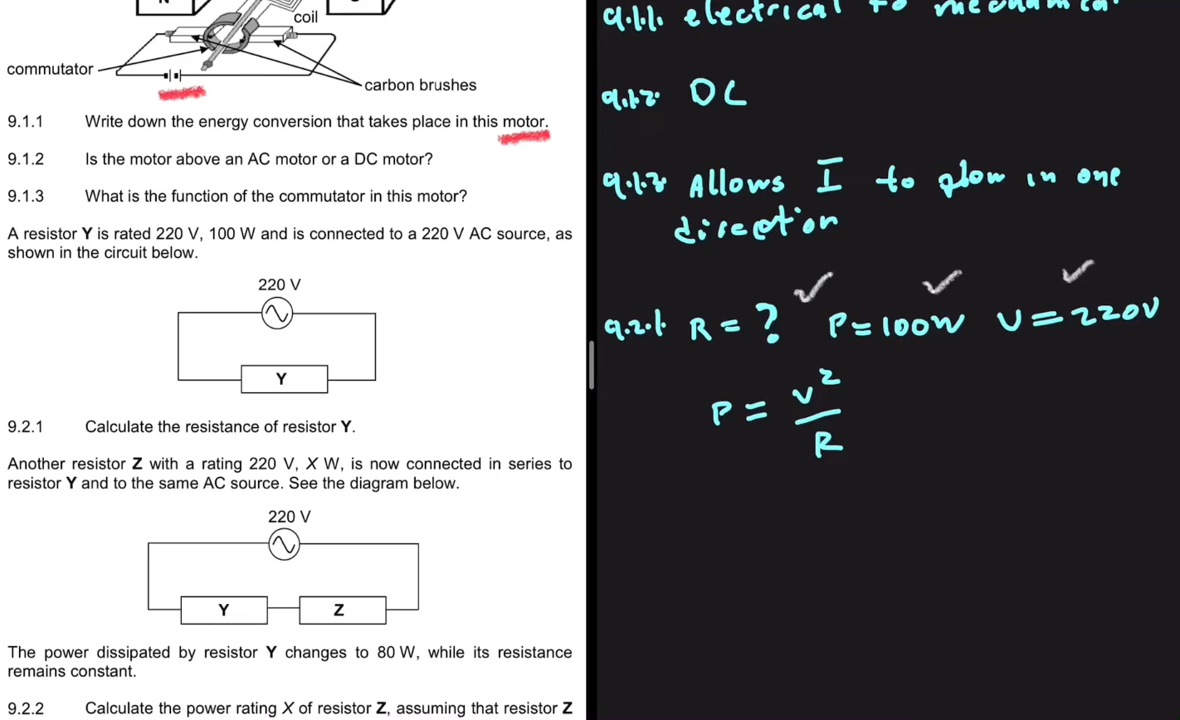 N
coil
commutator
carbon brushes
9.1.1 Write down the energy conversion that takes place in this motor.
9.1.2 Is the motor above an AC motor or a DC motor?
9.1.3 What is the function of the commutator in this motor?
A resistor Y is rated 220 V, 100 W and is connected to a 220 V AC source, as
shown in the circuit below.
220 V
Y
9.2.1 Calculate the resistance of resistor Y.
Another resistor Z with a rating 220 V, X W, is now connected in series to
resistor Y and to the same AC source. See the diagram below.
220 V
Y Z
The power dissipated by resistor Y changes to 80 W, while its resistance
remains constant.
9.2.2 Calculate the power rating X of resistor Z, assuming that resistor Z
9.1.1. electrical to mechanical
9.1.2. DC
9.1.3. Allows I to flow in one
direction
9.2.1 R = ? P = 100W V = 220V
P = V²
R